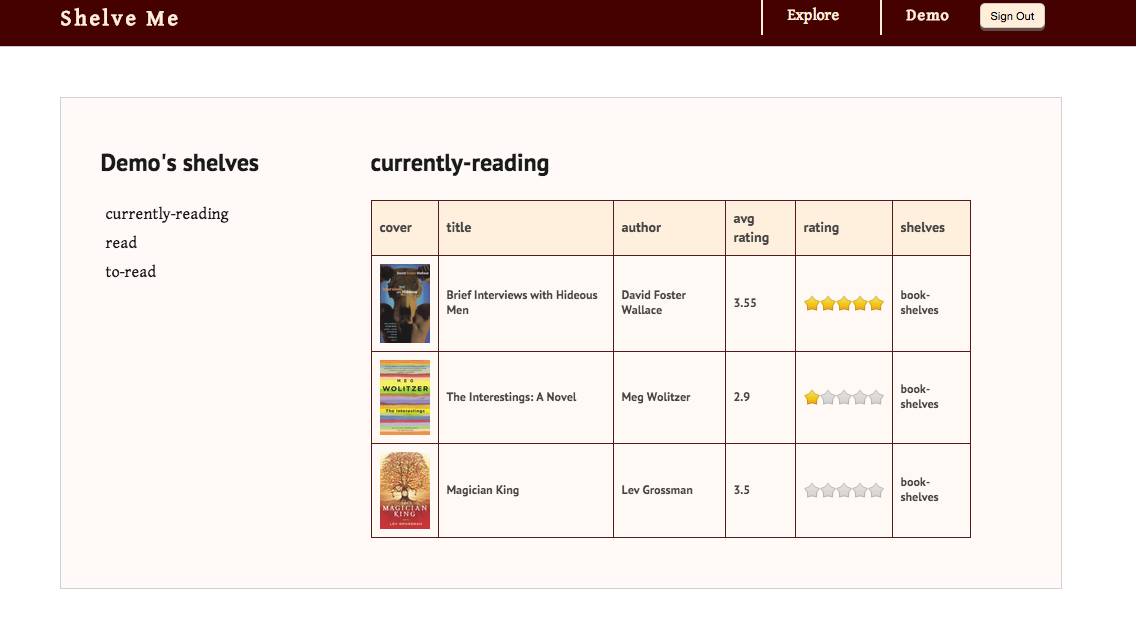 Shelve Me
Explore
Demo
Sign Out
Demo's shelves
currently-reading
read
to-read
currently-reading
cover
title
author
avg
rating
rating
shelves
Brief Interviews with Hideous
Men
David Foster
Wallace
3.55
book-
shelves
MEG
WOLITZER
The Interestings
The Interestings: A Novel
Meg Wolitzer
2.9
book-
shelves
MAGICIAN
KING
LEV GROSSMAN
Magician King
Lev Grossman
3.5
book-
shelves